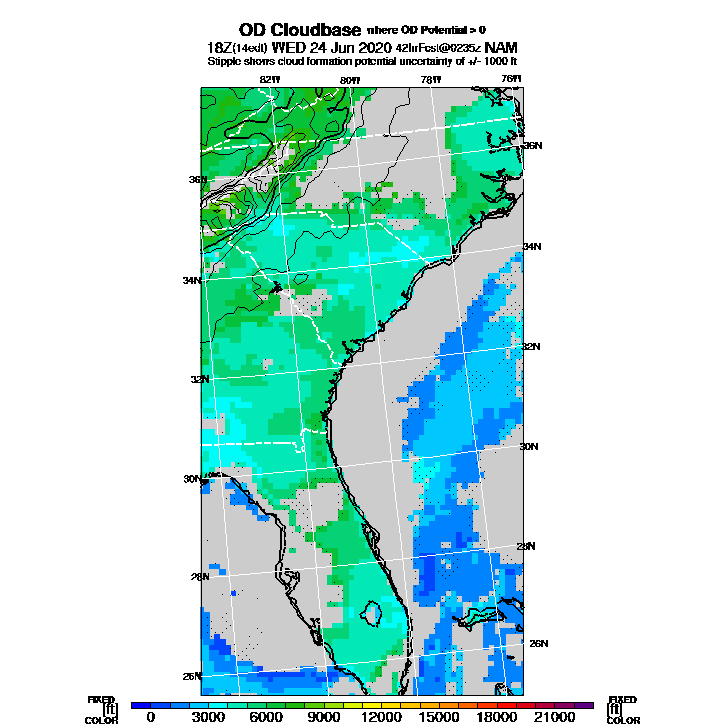 OD Cloudbase where OD Potential > 0
18Z(14edt) WED 24 Jun 2020 42hrFcst@0235z NAM
Stipple shows cloud formation potential uncertainty of +/- 1000 ft
82W 80W 78W 76W
36N
36N
34N
34N
32N
32N
30N
30N
28N
28N
26N
26N
FIXED FIXED
[ft] [ft]
COLOR 0 3000 6000 9000 12000 15000 18000 21000 COLOR